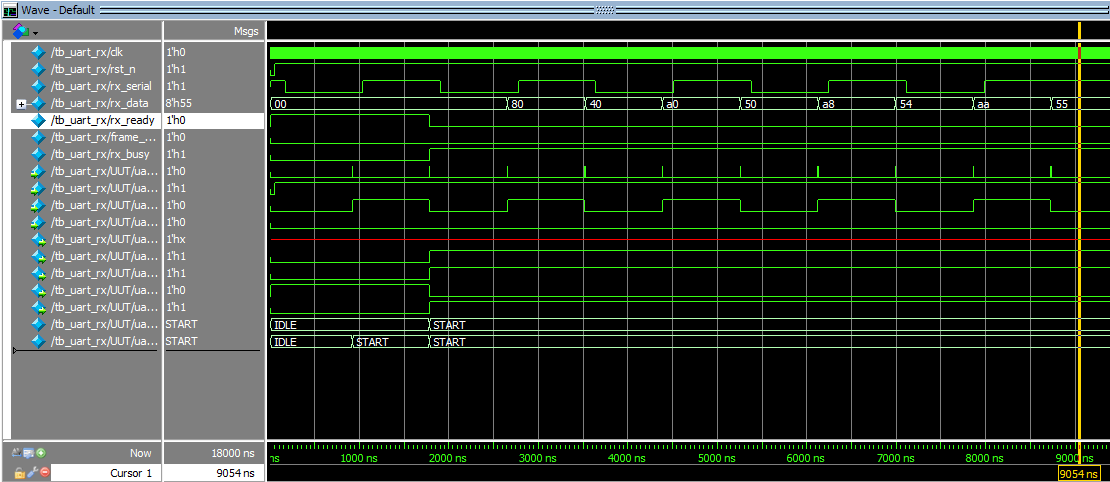 Wave - Default
Msgs
/tb_uart_rx/clk 1'h0
/tb_uart_rx/rst_n 1'h1
/tb_uart_rx/rx_serial 1'h1
/tb_uart_rx/rx_data 8'h55 00 80 40 a0 50 a8 54 aa 55
/tb_uart_rx/rx_ready 1'h0
/tb_uart_rx/frame_... 1'h0
/tb_uart_rx/rx_busy 1'h1
/tb_uart_rx/UUT/ua... 1'h0
/tb_uart_rx/UUT/ua... 1'h1
/tb_uart_rx/UUT/ua... 1'h0
/tb_uart_rx/UUT/ua... 1'h0
/tb_uart_rx/UUT/ua... 1'hx
/tb_uart_rx/UUT/ua... 1'h1
/tb_uart_rx/UUT/ua... 1'h1
/tb_uart_rx/UUT/ua... 1'h0
/tb_uart_rx/UUT/ua... 1'h1
/tb_uart_rx/UUT/ua... START IDLE START
/tb_uart_rx/UUT/ua... START IDLE START START
Now 18000 ns ns 1000 ns 2000 ns 3000 ns 4000 ns 5000 ns 6000 ns 7000 ns 8000 ns 9000 ns
Cursor 1 9054 ns 9054 ns